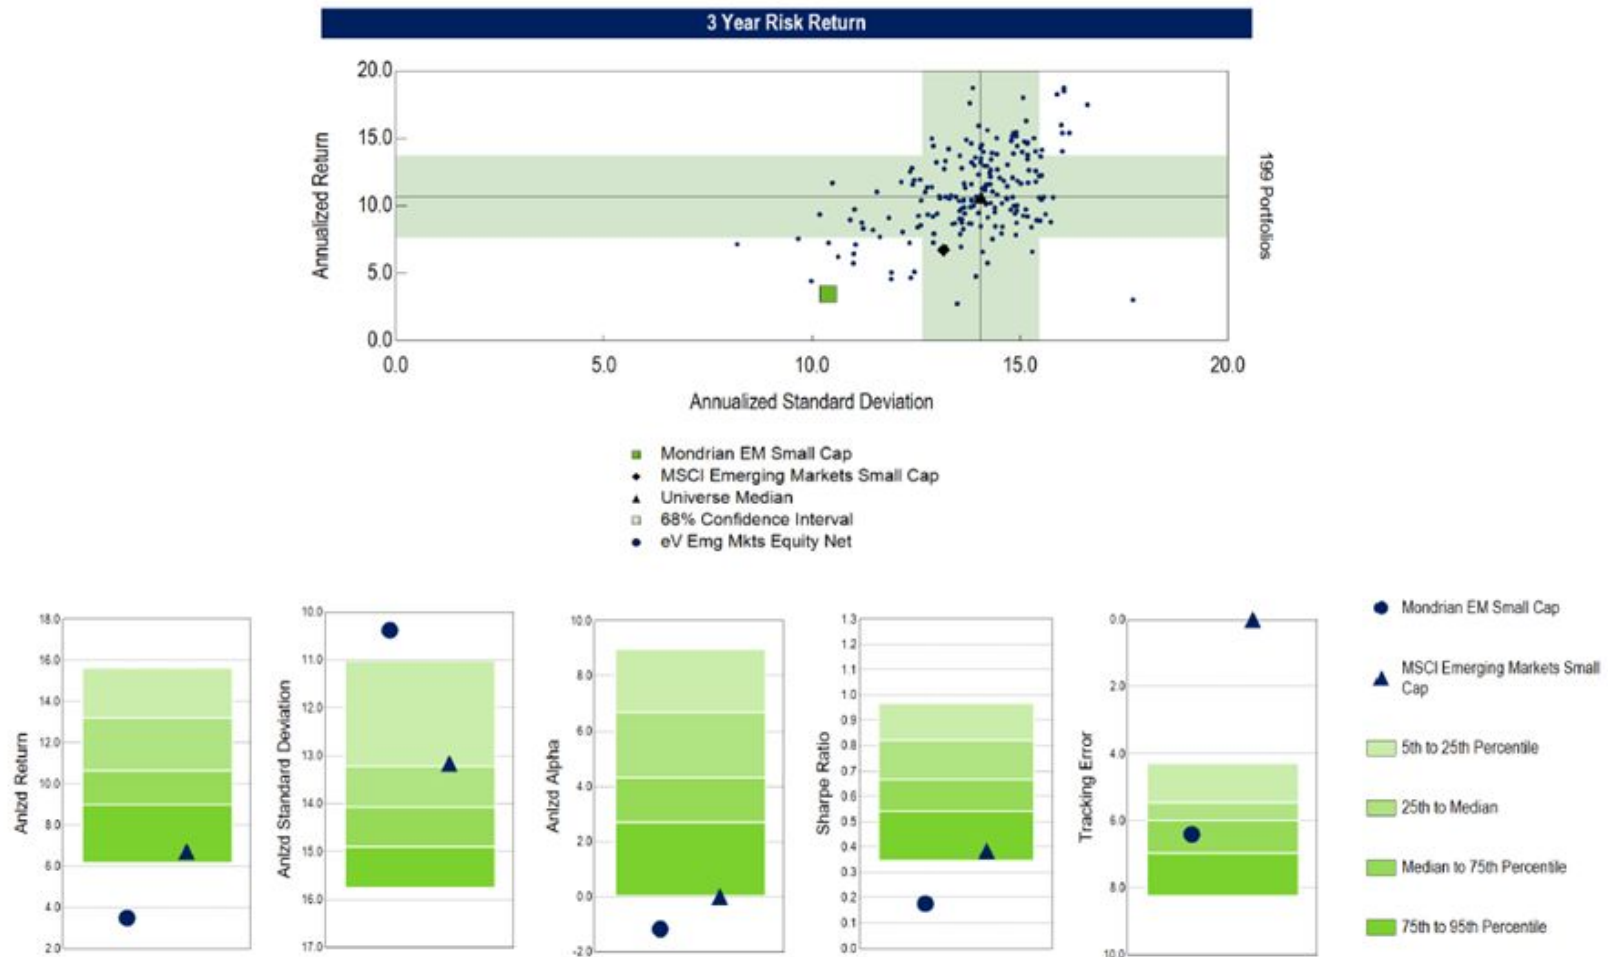 3 Year Risk Return
20.0
15.0
10.0
5.0
0.0
Annualized Return
0.0 5.0 10.0 15.0 20.0
Annualized Standard Deviation
199 Portfolios
Mondrian EM Small Cap
MSCI Emerging Markets Small Cap
Universe Median
68% Confidence Interval
eV Emg Mkts Equity Net
Anlzd Return
18.0
16.0
14.0
12.0
10.0
8.0
6.0
4.0
2.0
Anlzd Standard Deviation
10.0
11.0
12.0
13.0
14.0
15.0
16.0
17.0
Anlzd Alpha
10.0
8.0
6.0
4.0
2.0
0.0
-2.0
Sharpe Ratio
1.3
1.2
1.1
1.0
0.9
0.8
0.7
0.6
0.5
0.4
0.3
0.2
0.1
0.0
Tracking Error
0.0
2.0
4.0
6.0
8.0
10.0
Mondrian EM Small Cap
MSCI Emerging Markets Small
Cap
5th to 25th Percentile
25th to Median
Median to 75th Percentile
75th to 95th Percentile